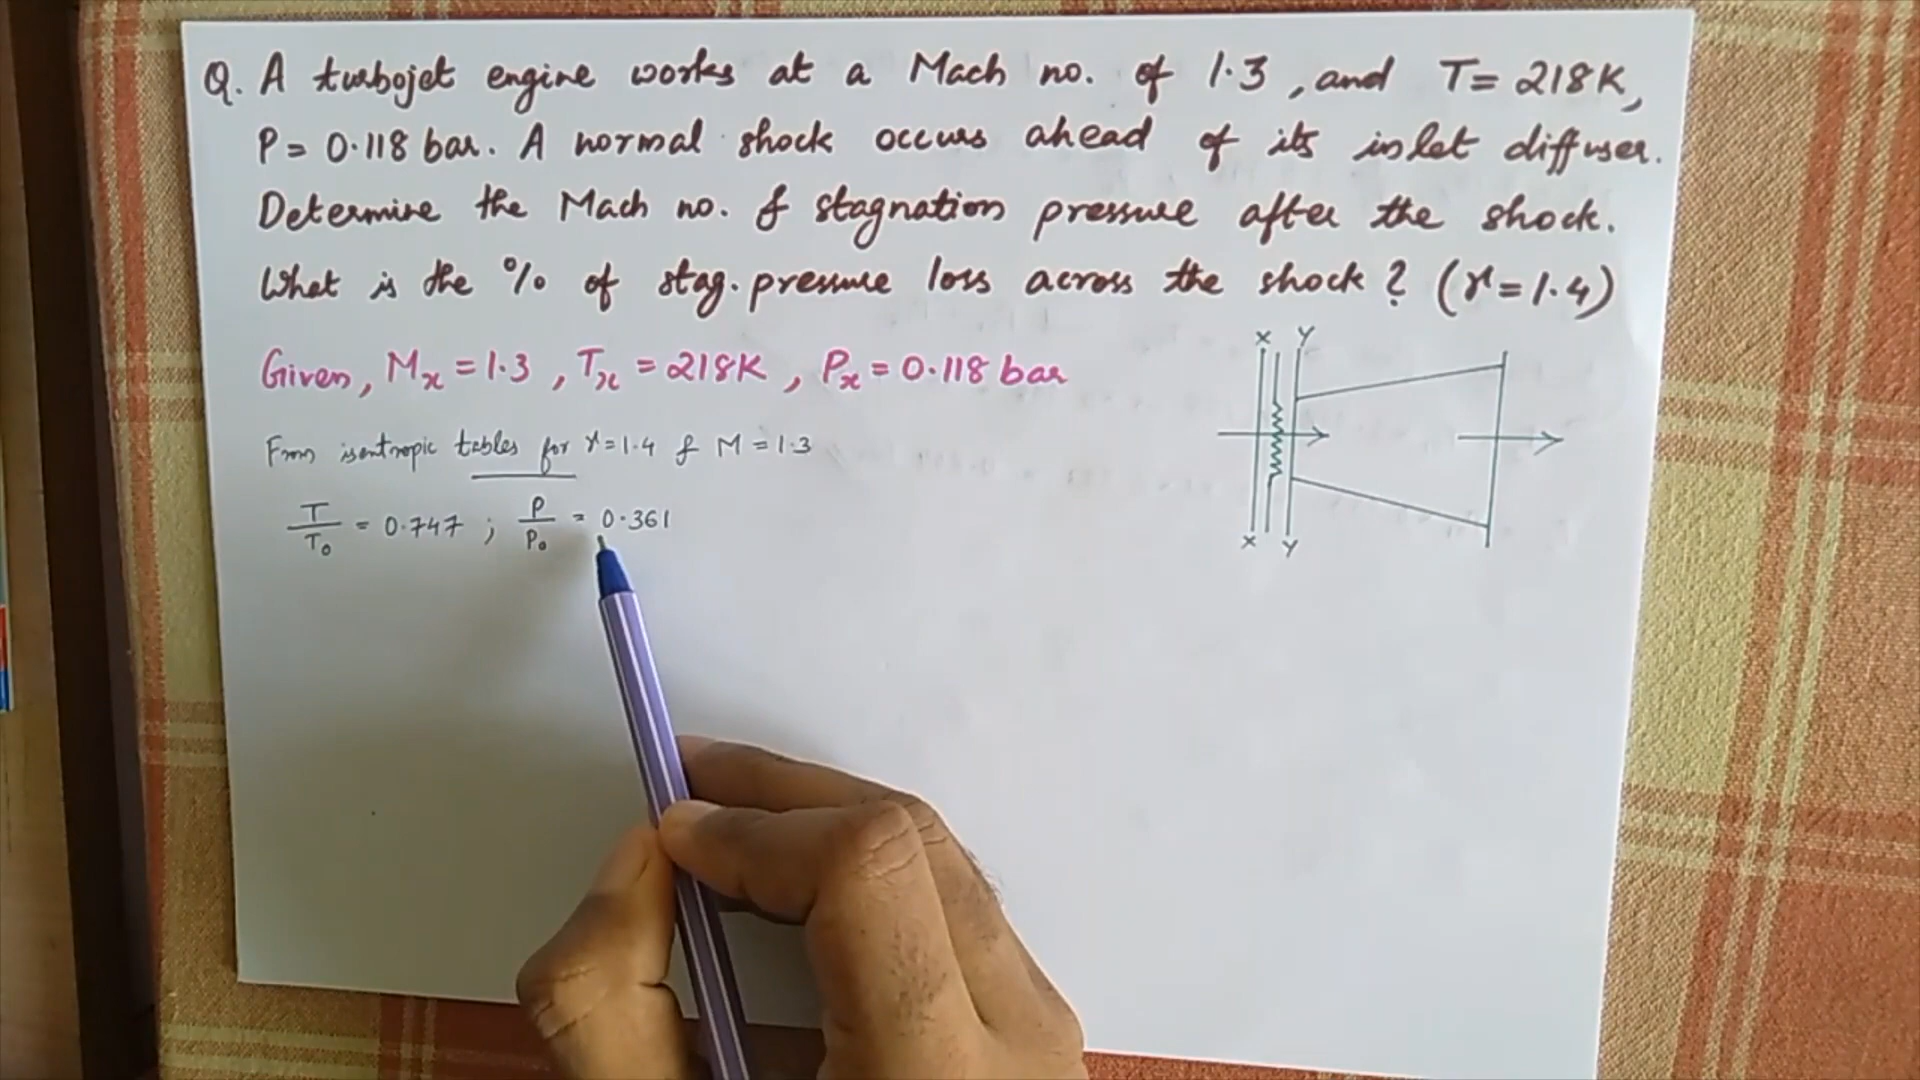 Q. A turbojet engine works at a Mach no. of 1.3, and T= 218K,
P= 0.118 bar. A normal shock occurs ahead of its inlet diffuser.
Determine the Mach no. & stagnation pressure after the shock.
What is the % of stag. pressure loss across the shock? (γ=1.4)
Given, Mx = 1.3, Tx = 218K, Px = 0.118 bar
X Y
From isentropic tables for γ=1.4 & M=1.3
T/T₀ = 0.747 ; P/P₀ = 0.361
X Y